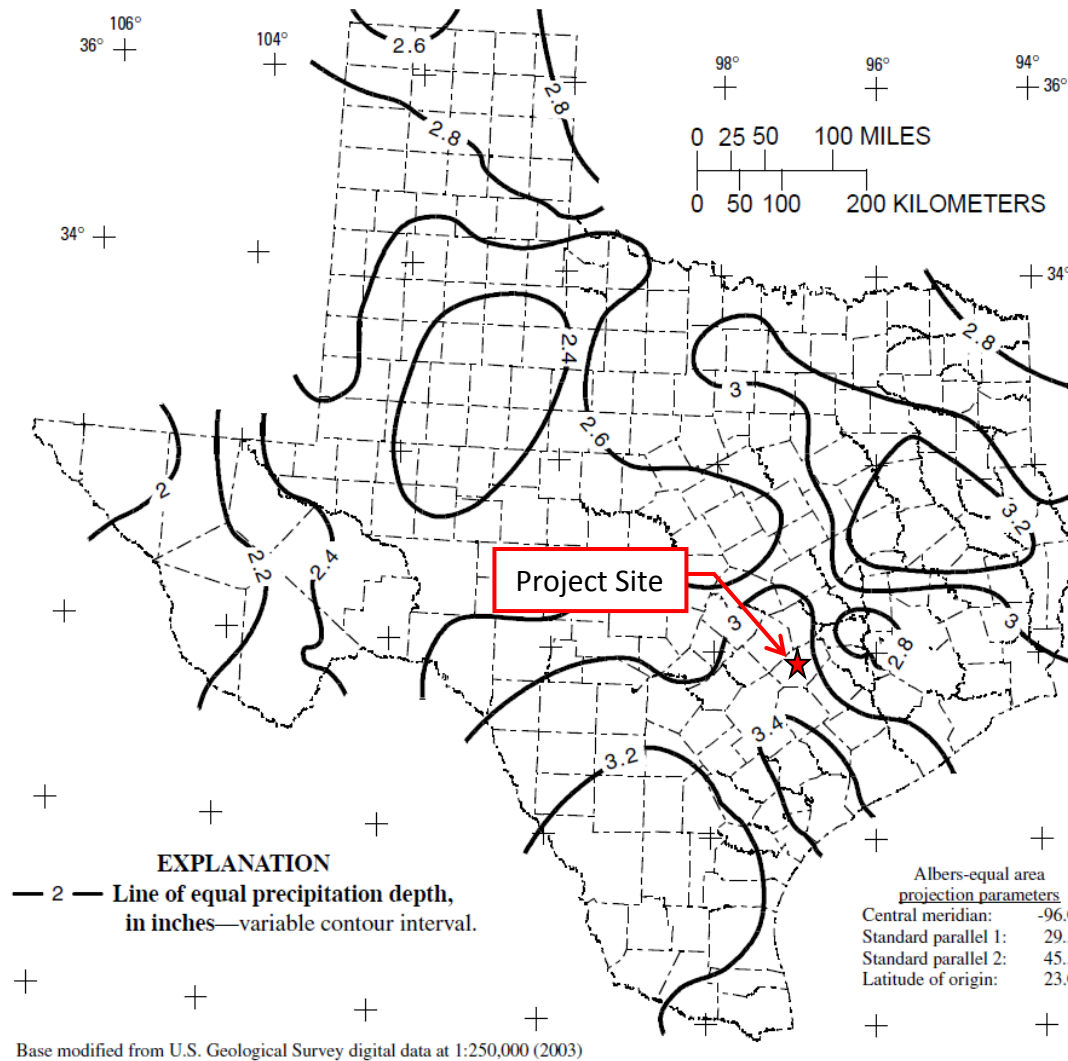 106°
36°
104°
2.6
2.8
2.8
98°
96°
94°
36°
0 25 50 100 MILES
0 50 100 200 KILOMETERS
34°
34°
2.4
2.8
3
2.6
3.2
2
2.2
2.4
Project Site
3
3
2.8
3.4
3.2
EXPLANATION
2 Line of equal precipitation depth,
in inches—variable contour interval.
Albers-equal area
projection parameters
Central meridian: -96.
Standard parallel 1: 29.
Standard parallel 2: 45.
Latitude of origin: 23.
Base modified from U.S. Geological Survey digital data at 1:250,000 (2003)